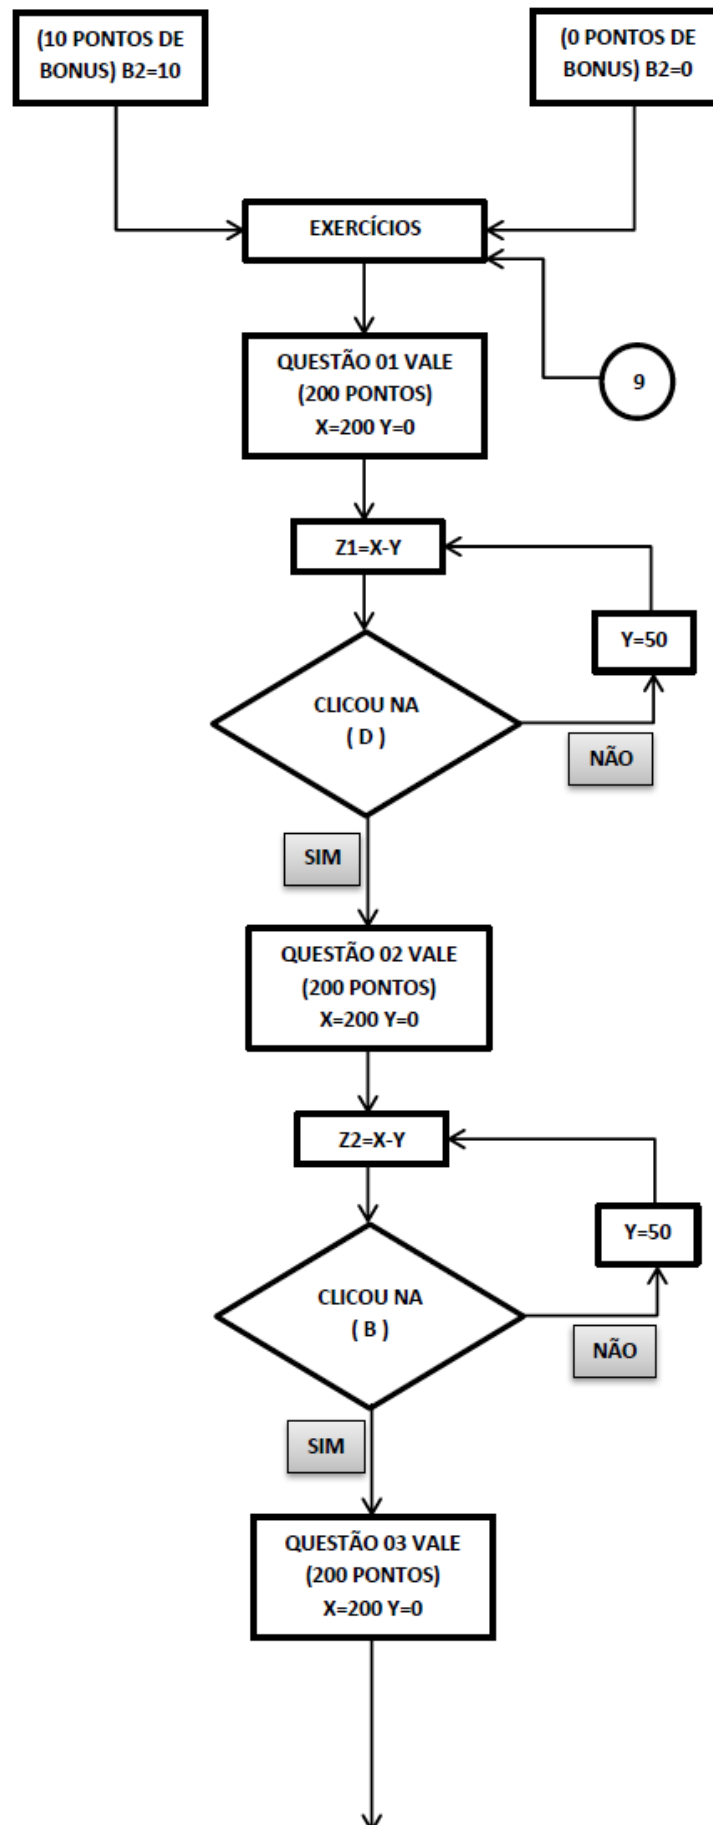 (10 PONTOS DE
BONUS) B2=10
(0 PONTOS DE
BONUS) B2=0
EXERCÍCIOS
QUESTÃO 01 VALE
(200 PONTOS)
X=200 Y=0
9
Z1=X-Y
Y=50
CLICOU NA
( D )
NÃO
SIM
QUESTÃO 02 VALE
(200 PONTOS)
X=200 Y=0
Z2=X-Y
Y=50
CLICOU NA
( B )
NÃO
SIM
QUESTÃO 03 VALE
(200 PONTOS)
X=200 Y=0